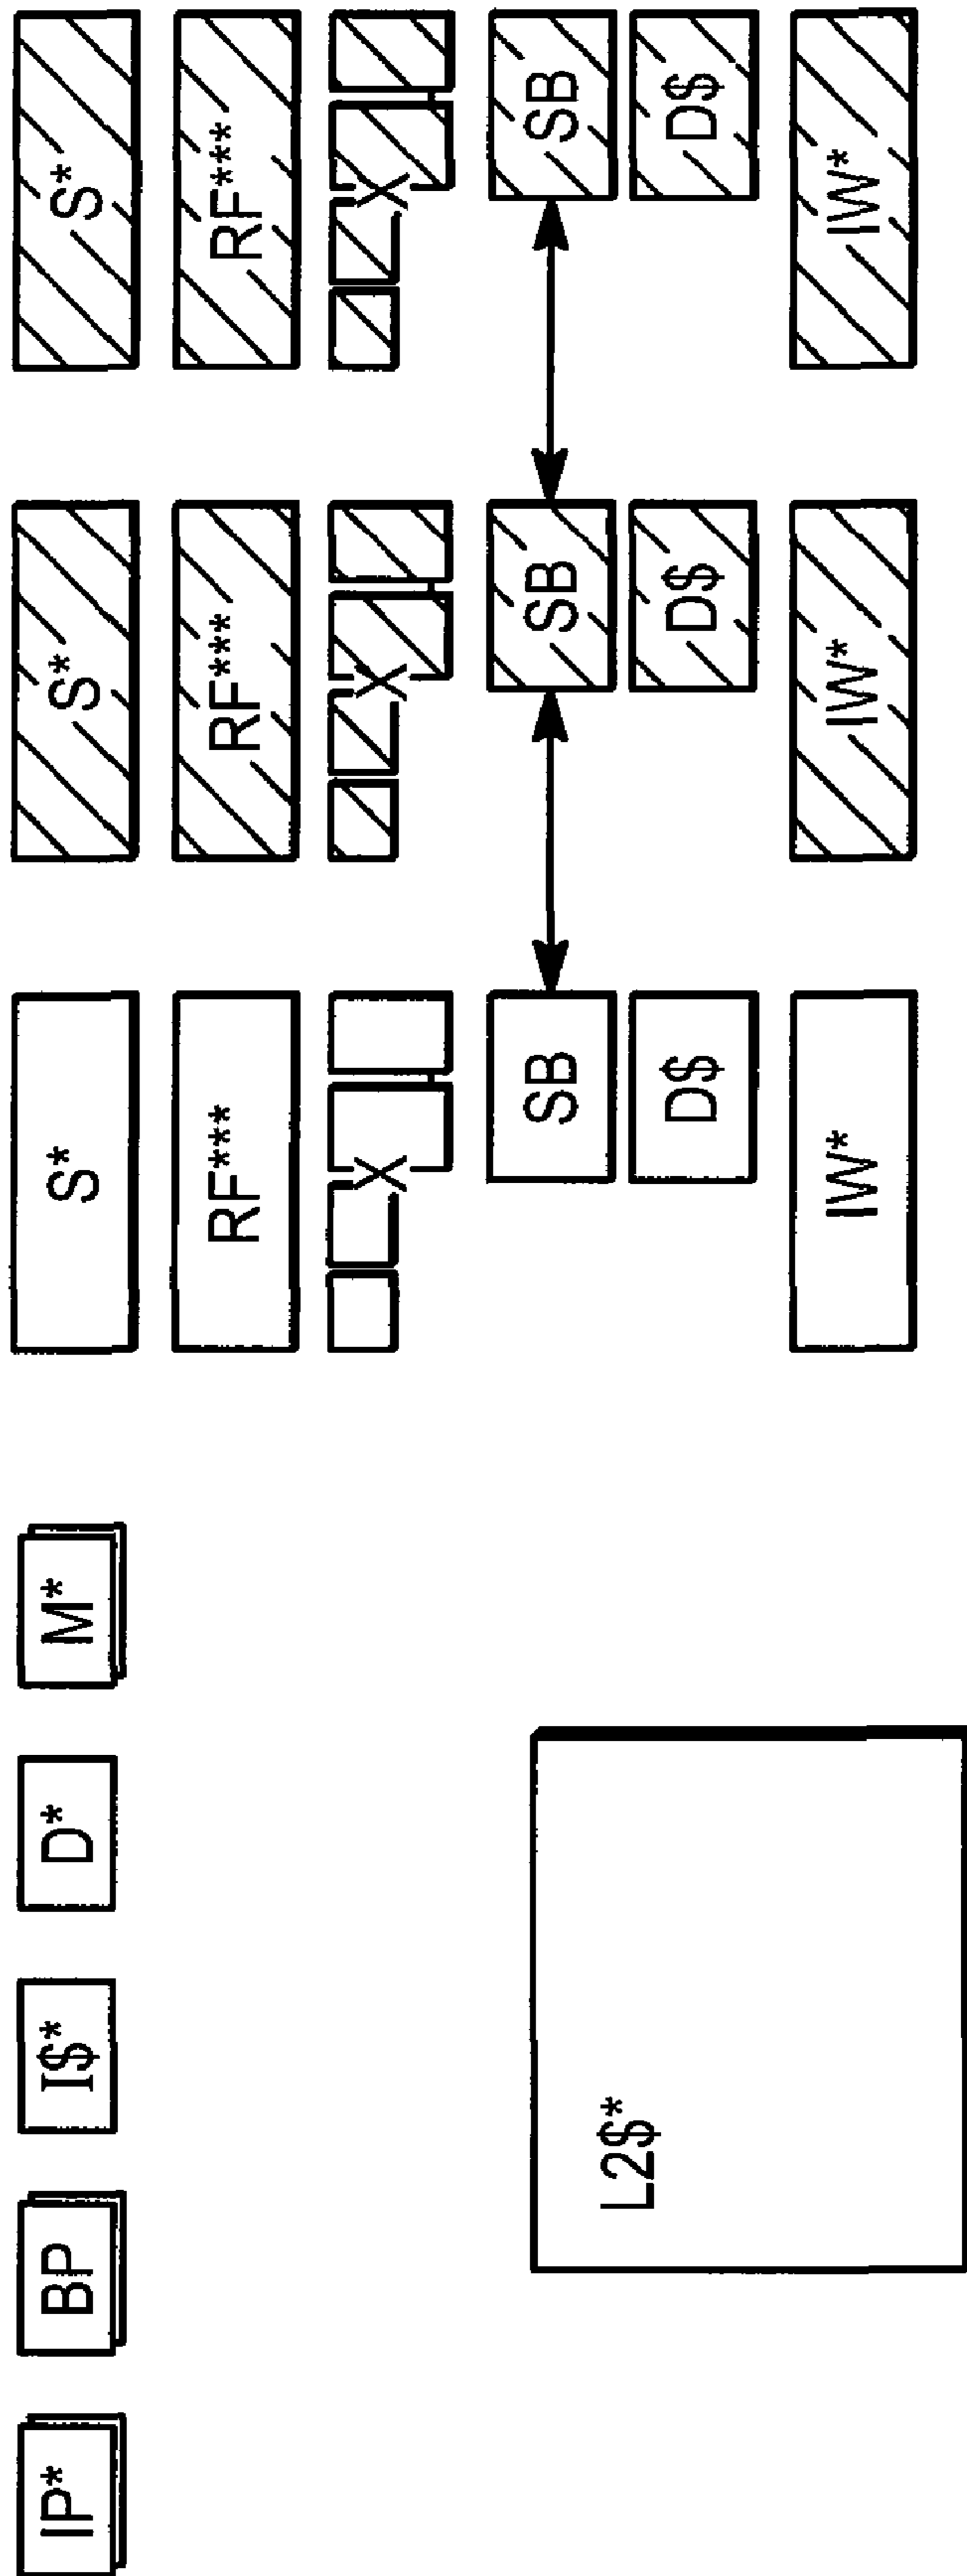 IP* BP I$* D* M* S* S* S*
RF*** RF*** RF***
SB SB SB
L2$*
D$ D$ D$
IW* IW* IW*